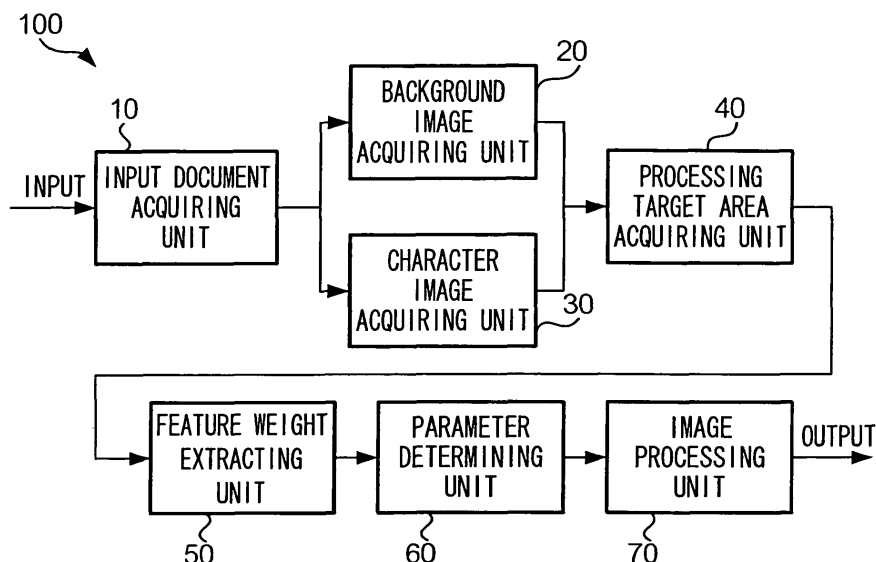 100
10
INPUT
INPUT DOCUMENT
ACQUIRING
UNIT
20
BACKGROUND
IMAGE
ACQUIRING UNIT
CHARACTER
IMAGE
ACQUIRING UNIT
30
40
PROCESSING
TARGET AREA
ACQUIRING UNIT
FEATURE WEIGHT
EXTRACTING
UNIT
50
PARAMETER
DETERMINING
UNIT
60
IMAGE
PROCESSING
UNIT
70
OUTPUT